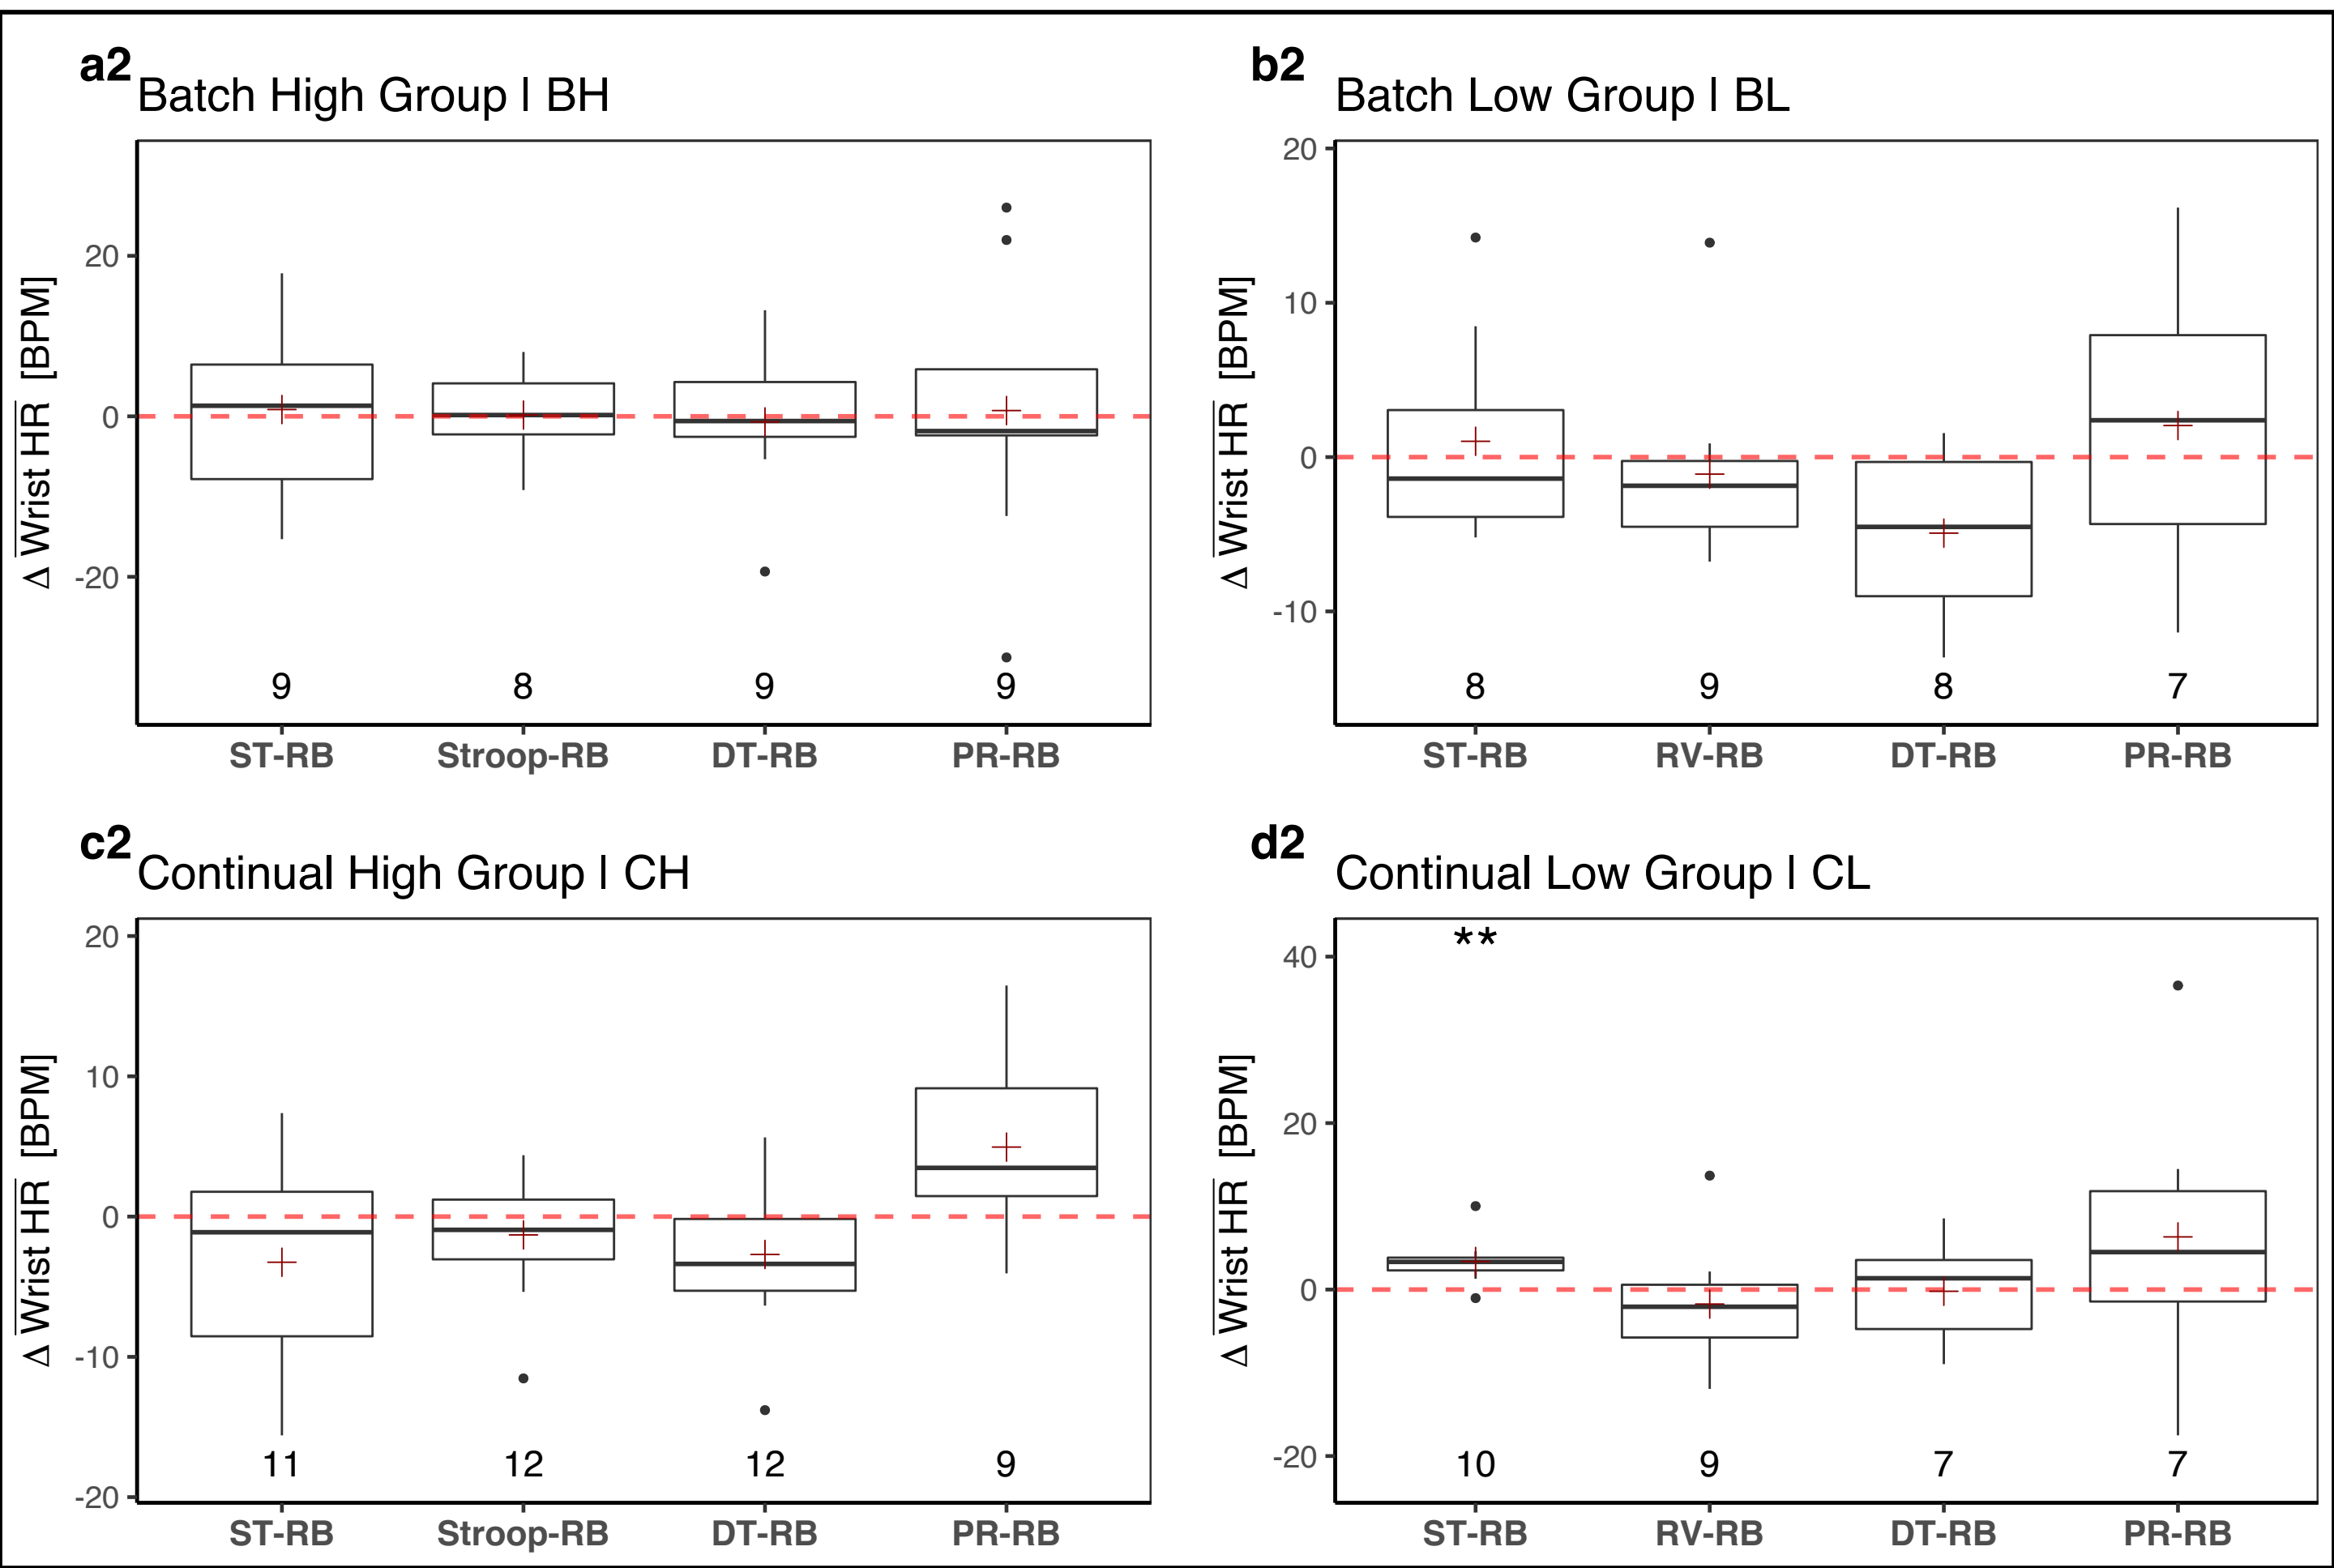 a2
Batch High Group | BH
Δ Wrist HR [BPM]
20
0
-20
9 8 9 9
ST-RB Stroop-RB DT-RB PR-RB
b2
Batch Low Group | BL
Δ Wrist HR [BPM]
20
10
0
-10
8 9 8 7
ST-RB RV-RB DT-RB PR-RB
c2
Continual High Group | CH
Δ Wrist HR [BPM]
20
10
0
-10
-20
11 12 12 9
ST-RB Stroop-RB DT-RB PR-RB
d2
Continual Low Group | CL
Δ Wrist HR [BPM]
40
20
0
-20
**
10 9 7 7
ST-RB RV-RB DT-RB PR-RB